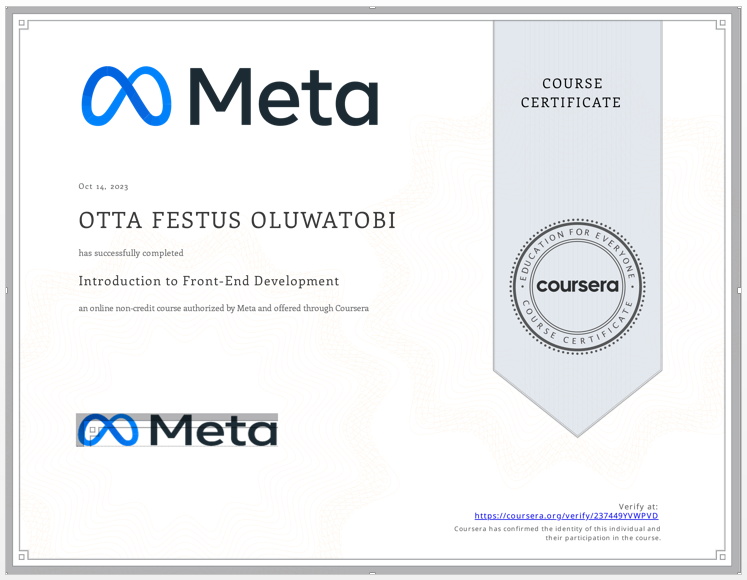 Meta
COURSE
CERTIFICATE
Oct 14, 2023
OTTA FESTUS OLUWATOBI
has successfully completed
Introduction to Front-End Development
an online non-credit course authorized by Meta and offered through Coursera
EDUCATION FOR EVERYONE
coursera
COURSE CERTIFICATE
Meta
Verify at:
https://coursera.org/verify/237449YVWPVD
Coursera has confirmed the identity of this individual and
their participation in the course.